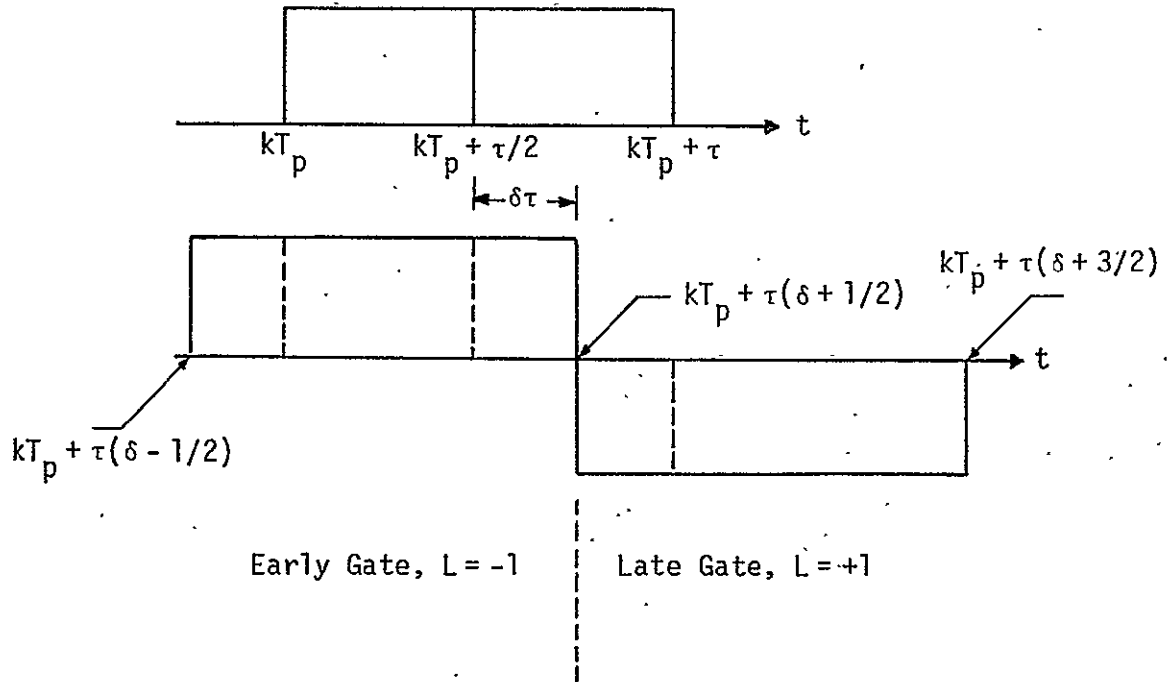 t
kT_p
kT_p + τ/2
kT_p + τ
δτ
kT_p + τ(δ + 3/2)
kT_p + τ(δ + 1/2)
t
kT_p + τ(δ - 1/2)
Early Gate, L = -1
Late Gate, L = +1